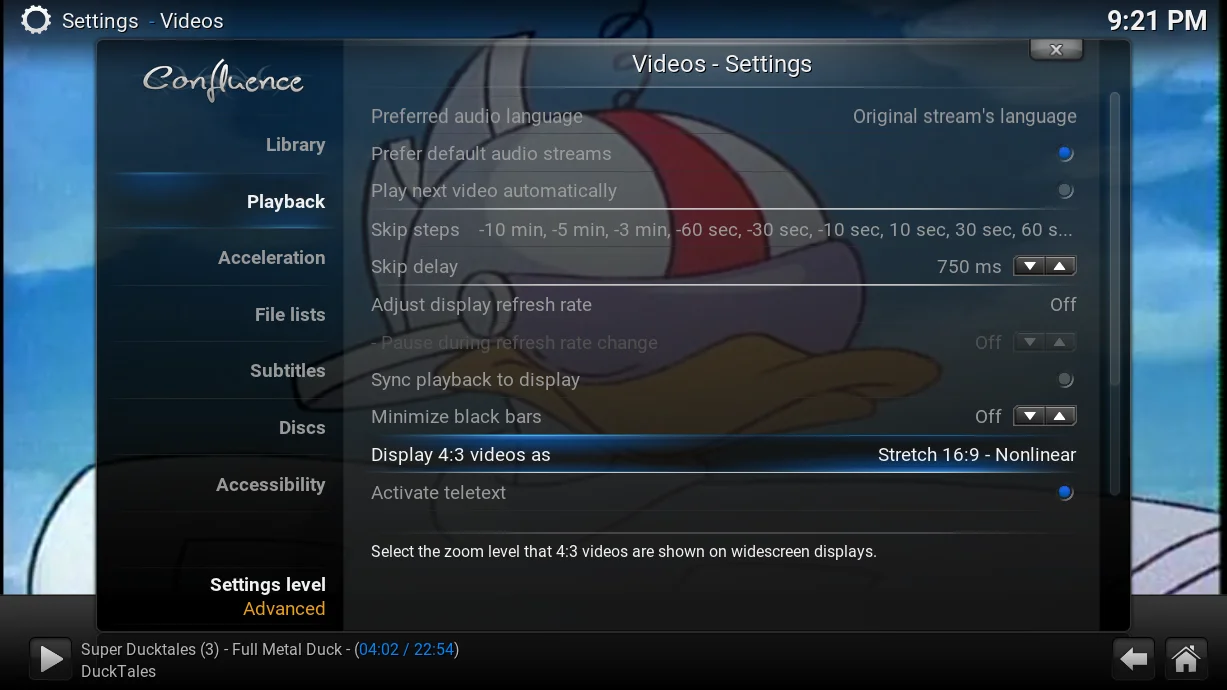 Settings - Videos
9:21 PM
Confluence
Videos - Settings
Library
Playback
Acceleration
File lists
Subtitles
Discs
Accessibility
Settings level
Advanced
Preferred audio language Original stream's language
Prefer default audio streams
Play next video automatically
Skip steps -10 min, -5 min, -3 min, -60 sec, -30 sec, -10 sec, 10 sec, 30 sec, 60 s...
Skip delay 750 ms
Adjust display refresh rate Off
- Pause during refresh rate change Off
Sync playback to display
Minimize black bars Off
Display 4:3 videos as Stretch 16:9 - Nonlinear
Activate teletext
Select the zoom level that 4:3 videos are shown on widescreen displays.
Super Ducktales (3) - Full Metal Duck - (04:02 / 22:54)
DuckTales